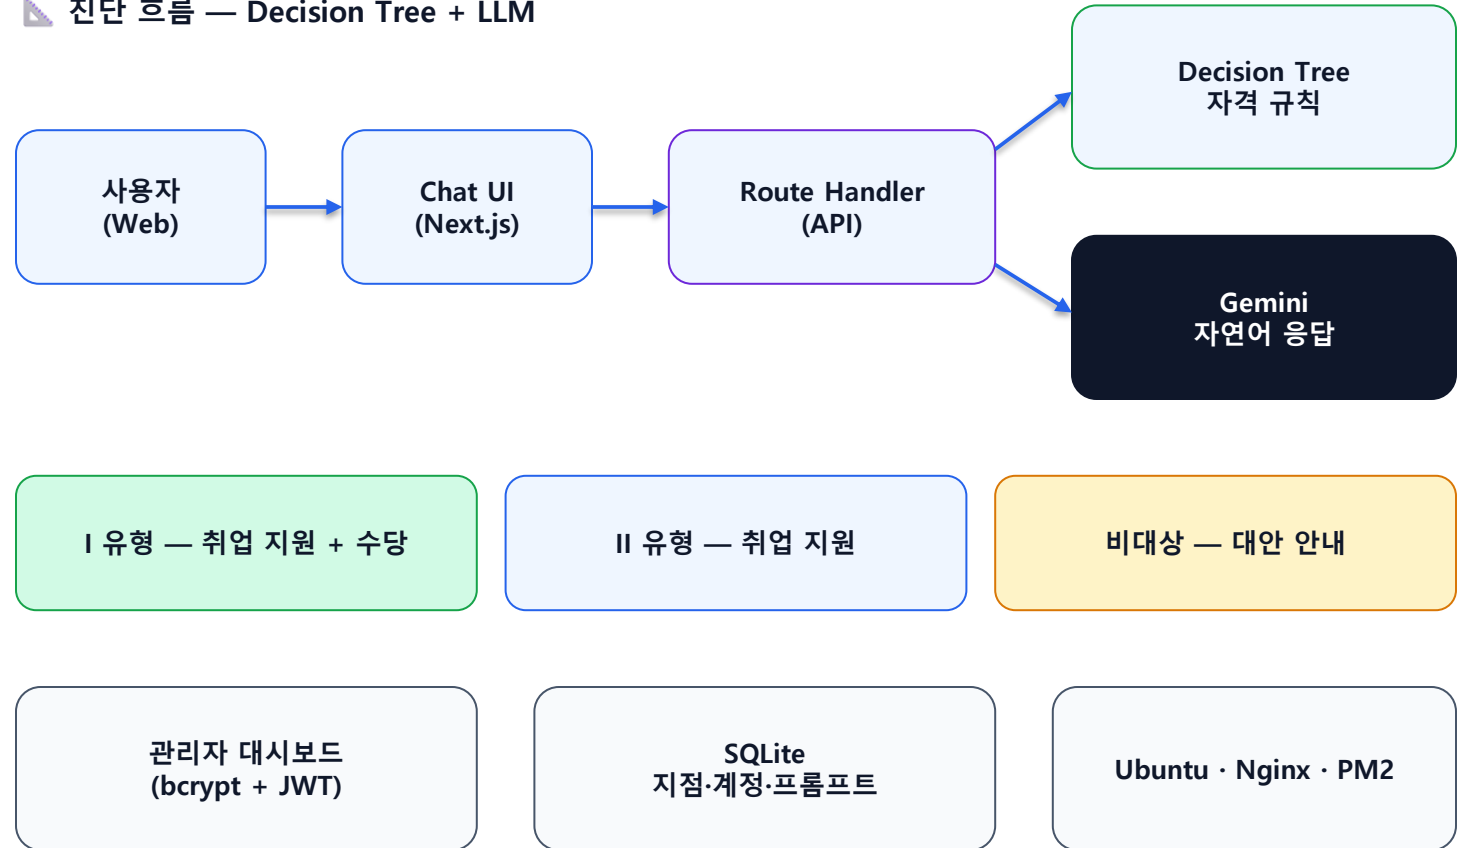 진단 흐름 — Decision Tree + LLM
사용자
(Web)
Chat UI
(Next.js)
Route Handler
(API)
Decision Tree
자격 규칙
Gemini
자연어 응답
I 유형 — 취업 지원 + 수당
II 유형 — 취업 지원
비대상 — 대안 안내
관리자 대시보드
(bcrypt + JWT)
SQLite
지점·계정·프롬프트
Ubuntu · Nginx · PM2